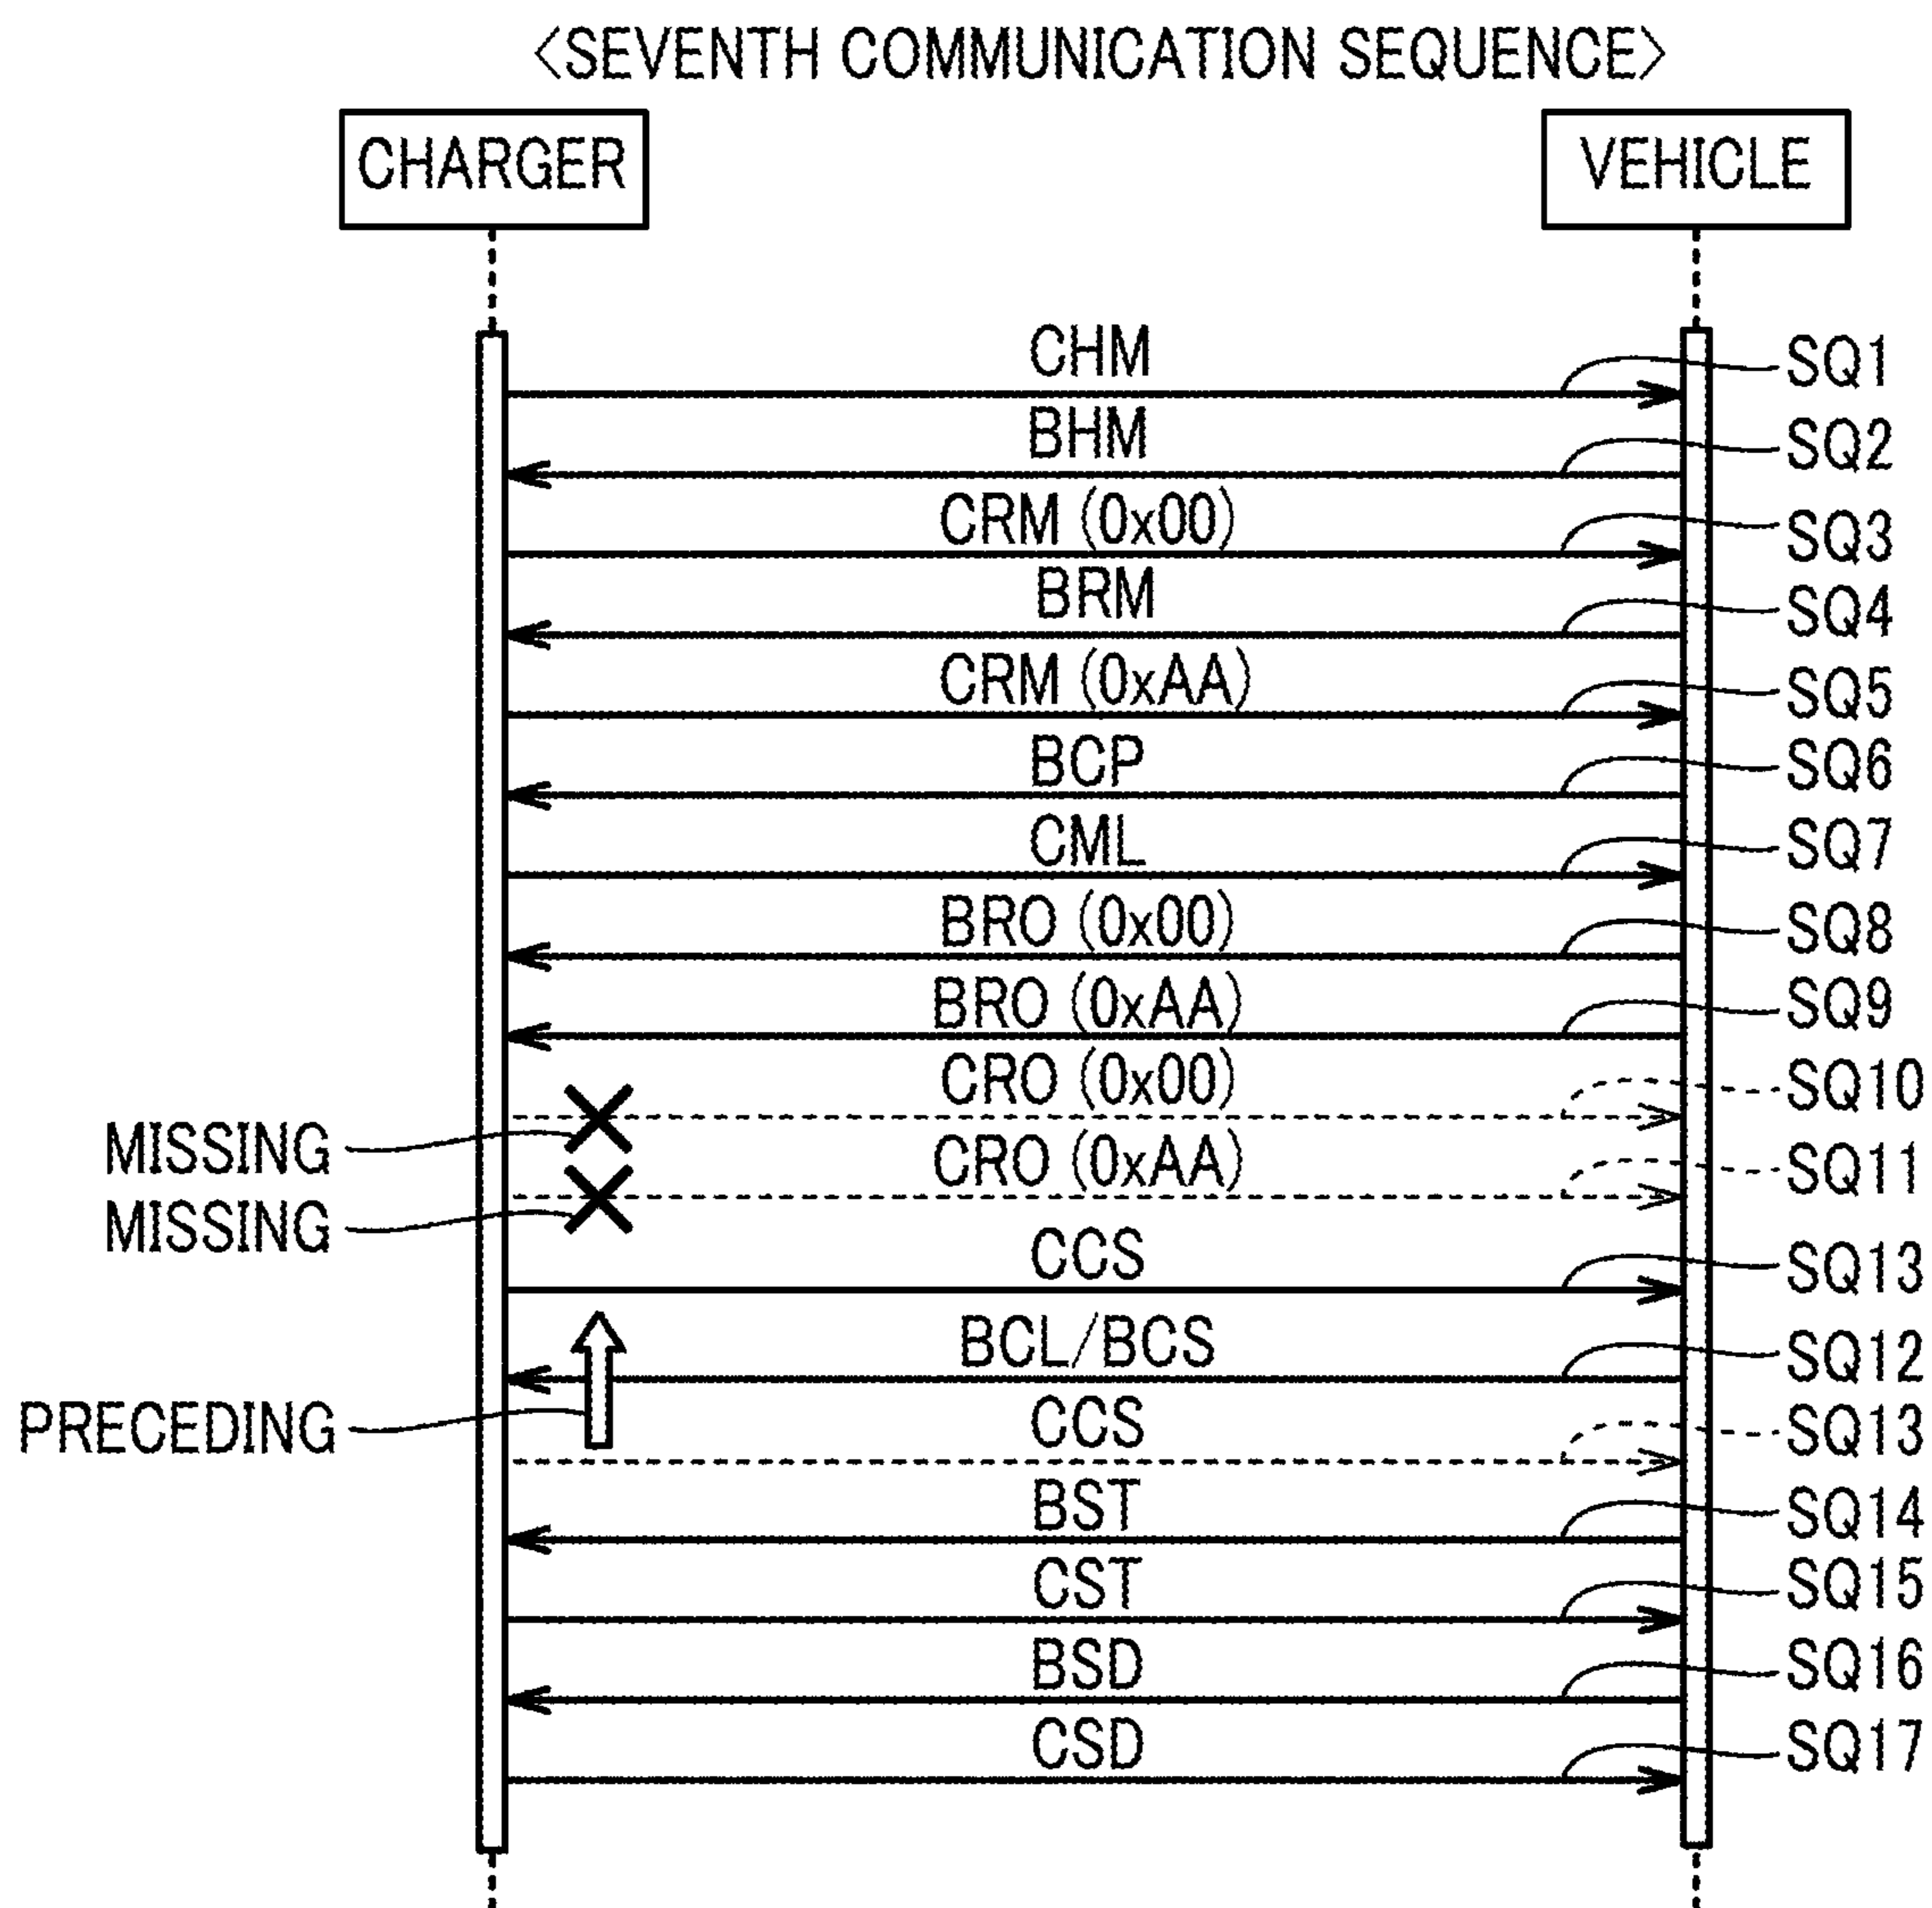 <SEVENTH COMMUNICATION SEQUENCE>
CHARGER
VEHICLE
CHM
SQ1
BHM
SQ2
CRM (0x00)
SQ3
BRM
SQ4
CRM (0xAA)
SQ5
BCP
SQ6
CML
SQ7
BRO (0x00)
SQ8
BRO (0xAA)
SQ9
CRO (0x00)
SQ10
MISSING
CRO (0xAA)
SQ11
MISSING
CCS
SQ13
BCL/BCS
SQ12
PRECEDING
CCS
SQ13
BST
SQ14
CST
SQ15
BSD
SQ16
CSD
SQ17